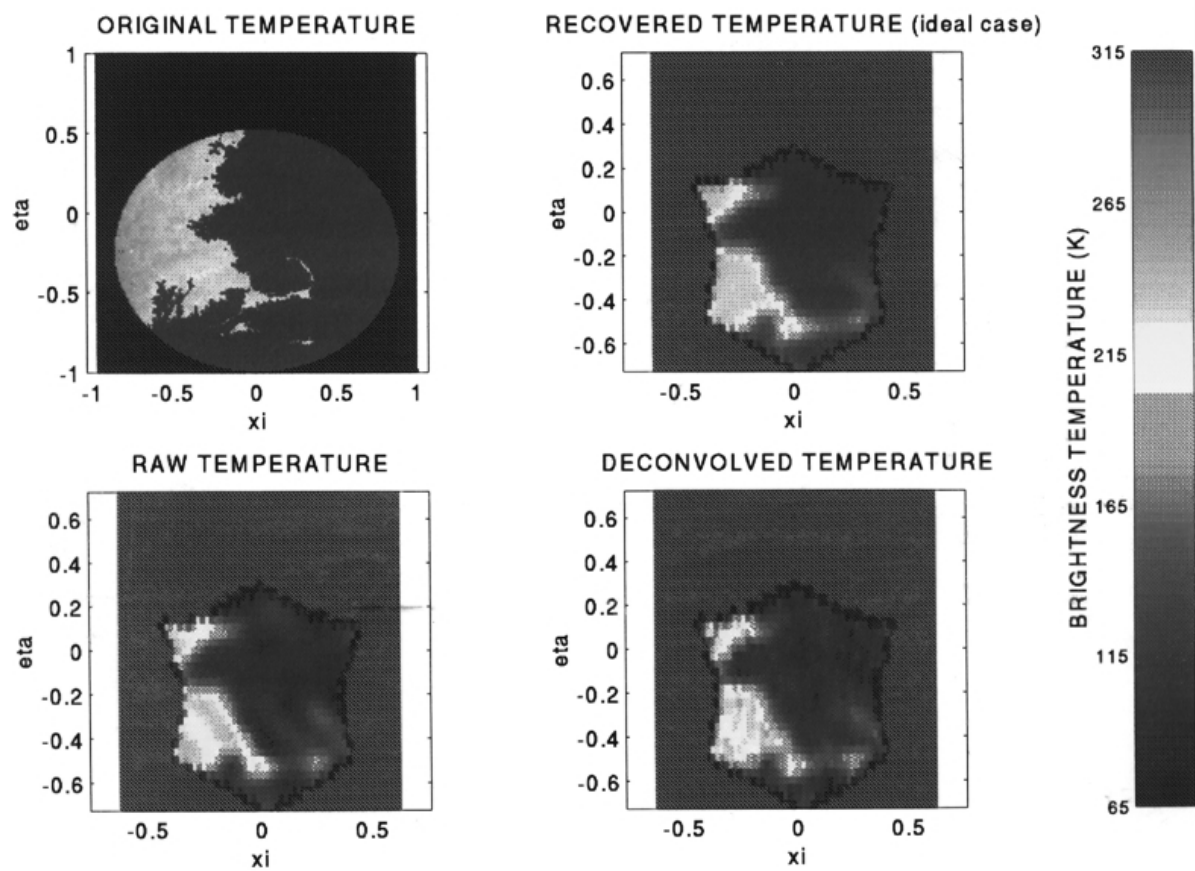 ORIGINAL TEMPERATURE
1
0.5
0
-0.5
-1
eta
-1 -0.5 0 0.5 1
xi
RECOVERED TEMPERATURE (ideal case)
0.6
0.4
0.2
0
-0.2
-0.4
-0.6
eta
-0.5 0 0.5
xi
RAW TEMPERATURE
0.6
0.4
0.2
0
-0.2
-0.4
-0.6
eta
-0.5 0 0.5
xi
DECONVOLVED TEMPERATURE
0.6
0.4
0.2
0
-0.2
-0.4
-0.6
eta
-0.5 0 0.5
xi
315
265
215
165
115
65
BRIGHTNESS TEMPERATURE (K)